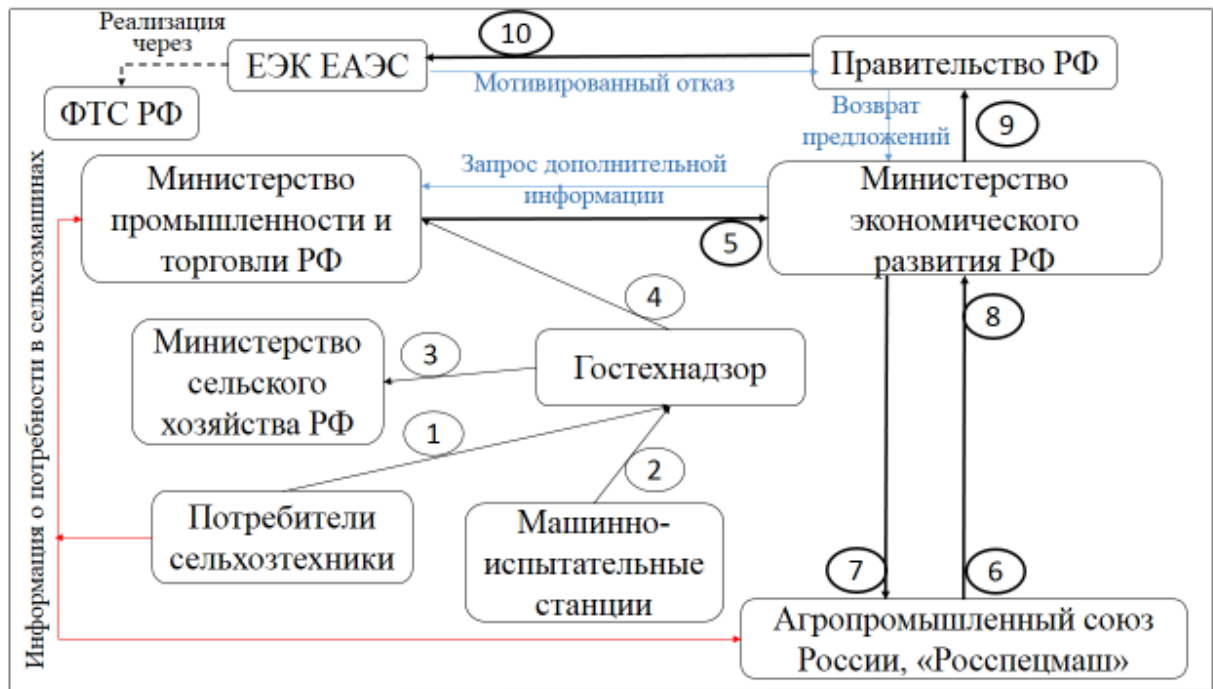 Реализация
через
10
ЕЭК ЕАЭС
Правительство РФ
Мотивированный отказ
ФТС РФ
Возврат
предложений
9
Информация о потребности в сельхозмашинах
Министерство
промышленности и
торговли РФ
Запрос дополнительной
информации
5
Министерство
экономического
развития РФ
4
8
Министерство
сельского
хозяйства РФ
3
Гостехнадзор
1
2
Потребители
сельхозтехники
Машинно-
испытательные
станции
7
6
Агропромышленный союз
России, «Росспецмаш»